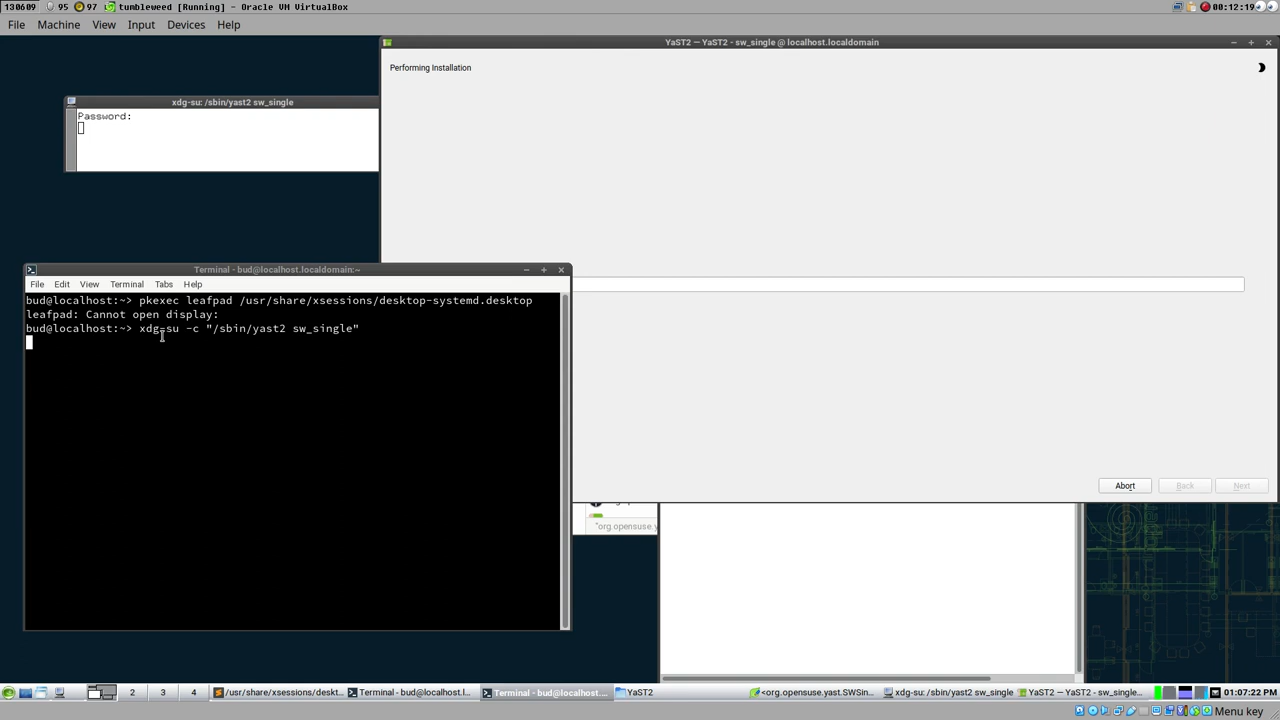 130609 95 97 tumbleweed [Running] - Oracle VM VirtualBox 00:12:19
File Machine View Input Devices Help
YaST2 — YaST2 - sw_single @ localhost.localdomain
Performing Installation
xdg-su: /sbin/yast2 sw_single
Password:
Terminal - bud@localhost.localdomain:~
File Edit View Terminal Tabs Help
bud@localhost:~> pkexec leafpad /usr/share/xsessions/desktop-systemd.desktop
leafpad: Cannot open display:
bud@localhost:~> xdg-su -c "/sbin/yast2 sw_single"
Abort Back Next
"org.opensuse.y
2 3 4 /usr/share/xsessions/deskt... Terminal - bud@localhost.l... Terminal - bud@localhost.... YaST2 <org.opensuse.yast.SWSin... xdg-su: /sbin/yast2 sw_single YaST2 — YaST2 - sw_single... 01:07:22 PM
Menu key